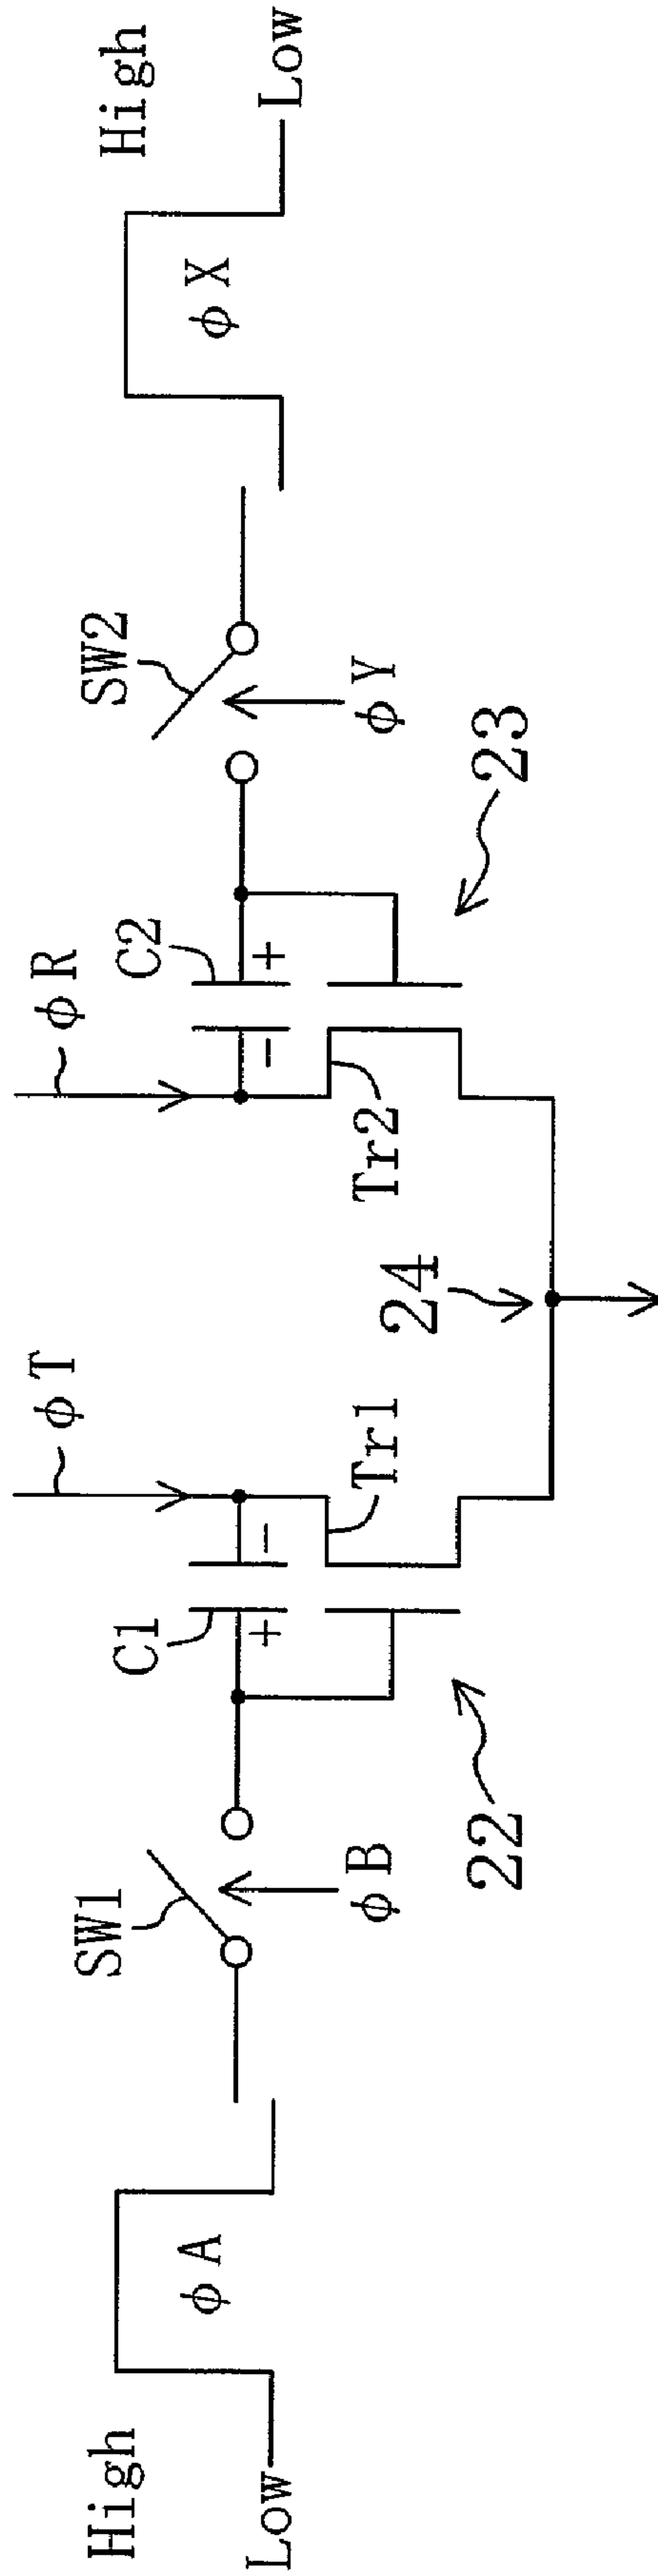 High
Low
φA
SW1
φB
C1
+
-
φT
Tr1
22
24
φR
C2
-
+
Tr2
23
SW2
φY
φX
High
Low